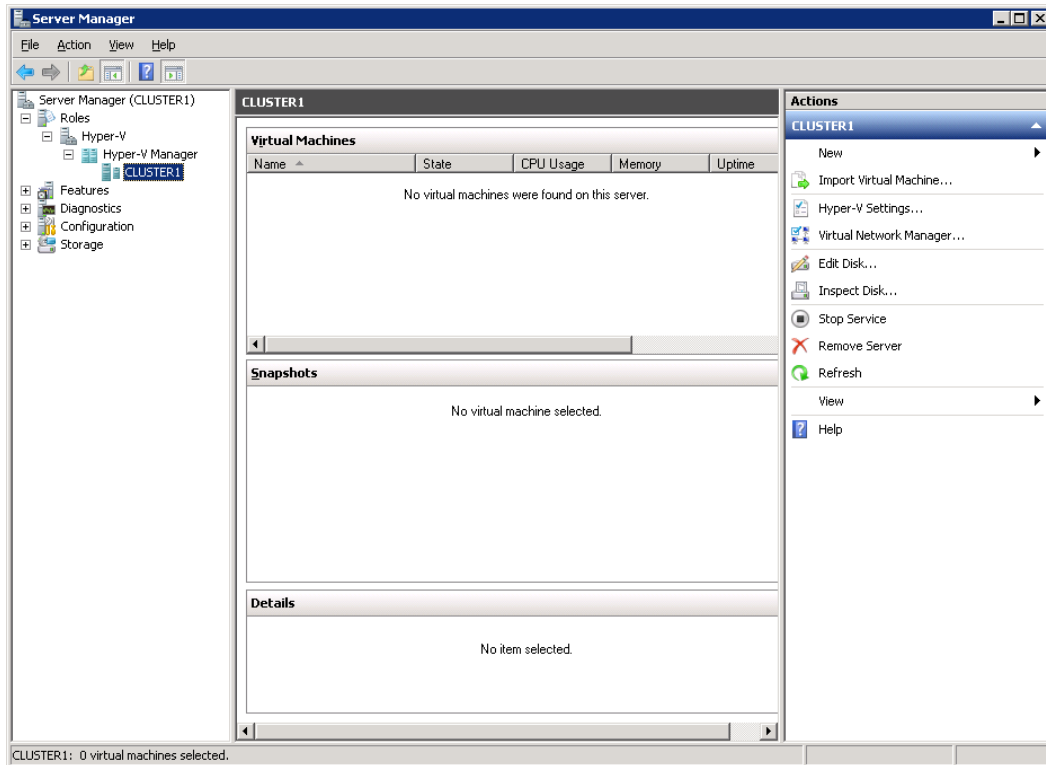 Server Manager
File Action View Help
Server Manager (CLUSTER1)
Roles
Hyper-V
Hyper-V Manager
CLUSTER1
Features
Diagnostics
Configuration
Storage
CLUSTER1
Virtual Machines
Name State CPU Usage Memory Uptime
No virtual machines were found on this server.
Snapshots
No virtual machine selected.
Details
No item selected.
Actions
CLUSTER1
New
Import Virtual Machine...
Hyper-V Settings...
Virtual Network Manager...
Edit Disk...
Inspect Disk...
Stop Service
Remove Server
Refresh
View
Help
CLUSTER1: 0 virtual machines selected.